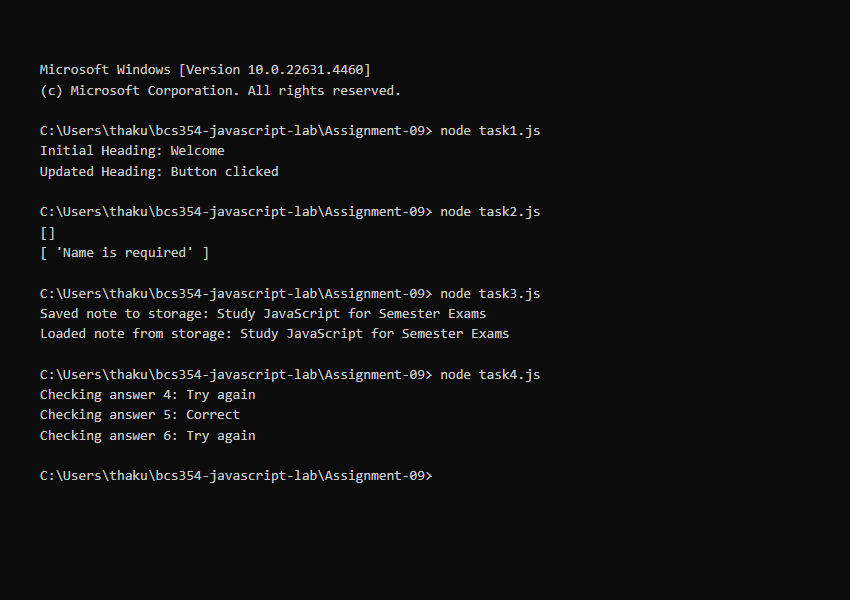 Microsoft Windows [Version 10.0.22631.4460]
(c) Microsoft Corporation. All rights reserved.
C:\Users\thaku\bcs354-javascript-lab\Assignment-09> node task1.js
Initial Heading: Welcome
Updated Heading: Button clicked
C:\Users\thaku\bcs354-javascript-lab\Assignment-09> node task2.js
[]
[ 'Name is required' ]
C:\Users\thaku\bcs354-javascript-lab\Assignment-09> node task3.js
Saved note to storage: Study JavaScript for Semester Exams
Loaded note from storage: Study JavaScript for Semester Exams
C:\Users\thaku\bcs354-javascript-lab\Assignment-09> node task4.js
Checking answer 4: Try again
Checking answer 5: Correct
Checking answer 6: Try again
C:\Users\thaku\bcs354-javascript-lab\Assignment-09>